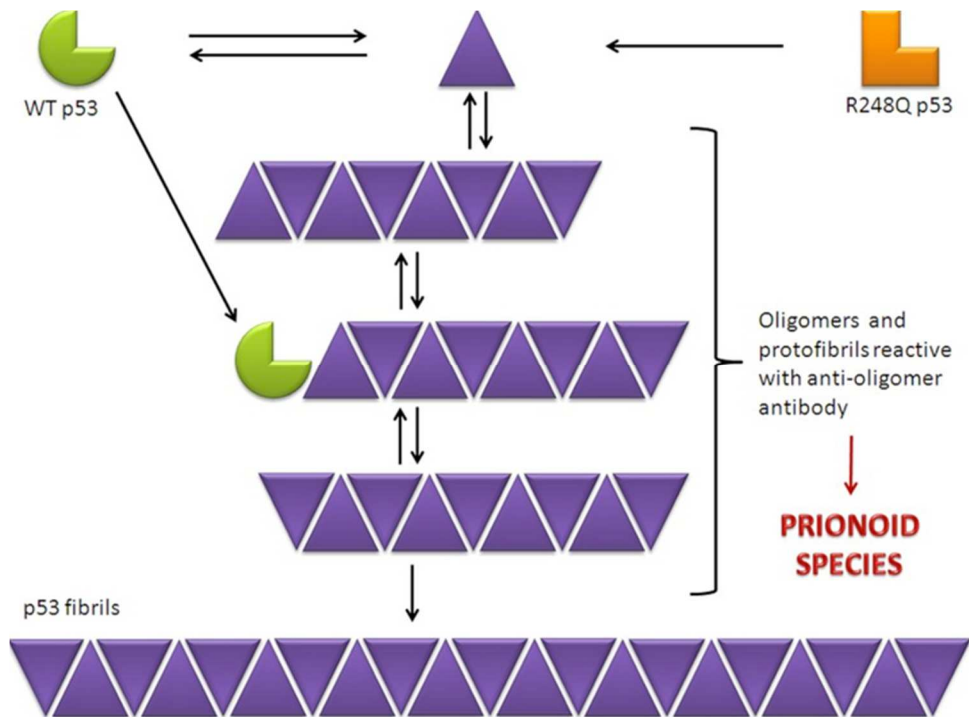 WT p53
R248Q p53
Oligomers and
protofibrils reactive
with anti-oligomer
antibody
PRIONOID
SPECIES
p53 fibrils